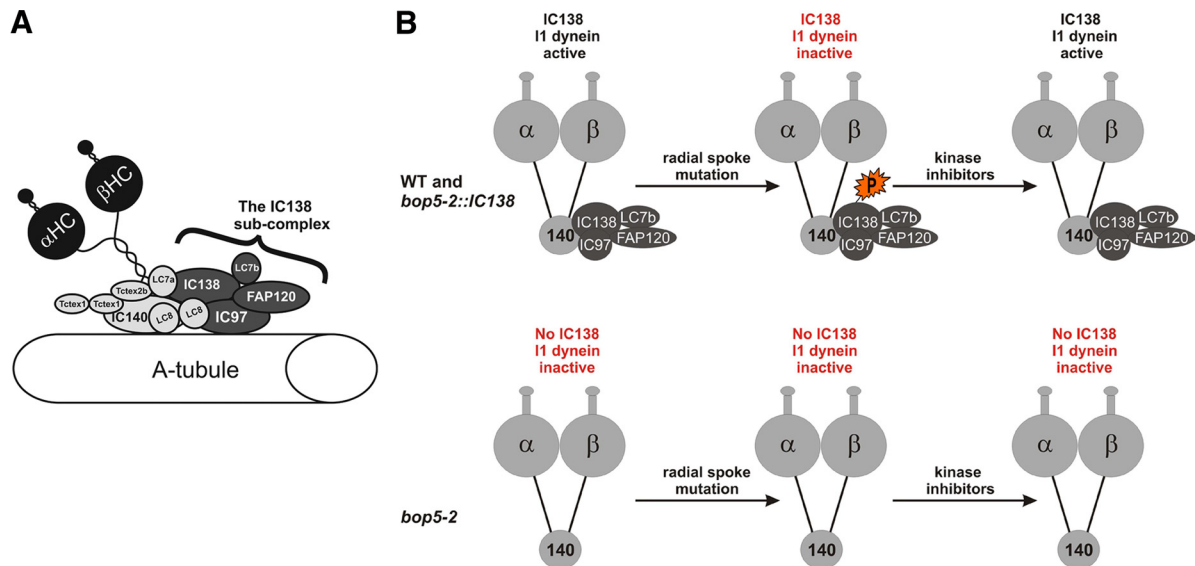 A
βHC
αHC
The IC138
sub-complex
LC7a
LC7b
IC138
Tctex2b
FAP120
Tctex1
Tctex1
IC140
LC8
LC8
IC97
A-tubule
B
IC138
I1 dynein
active
IC138
I1 dynein
inactive
IC138
I1 dynein
active
α
β
α
β
α
β
radial spoke
mutation
kinase
inhibitors
P
WT and
bop5-2::IC138
140
IC138
LC7b
IC97
FAP120
140
IC138
LC7b
IC97
FAP120
140
IC138
LC7b
IC97
FAP120
No IC138
I1 dynein
inactive
No IC138
I1 dynein
inactive
No IC138
I1 dynein
inactive
α
β
α
β
α
β
radial spoke
mutation
kinase
inhibitors
bop5-2
140
140
140